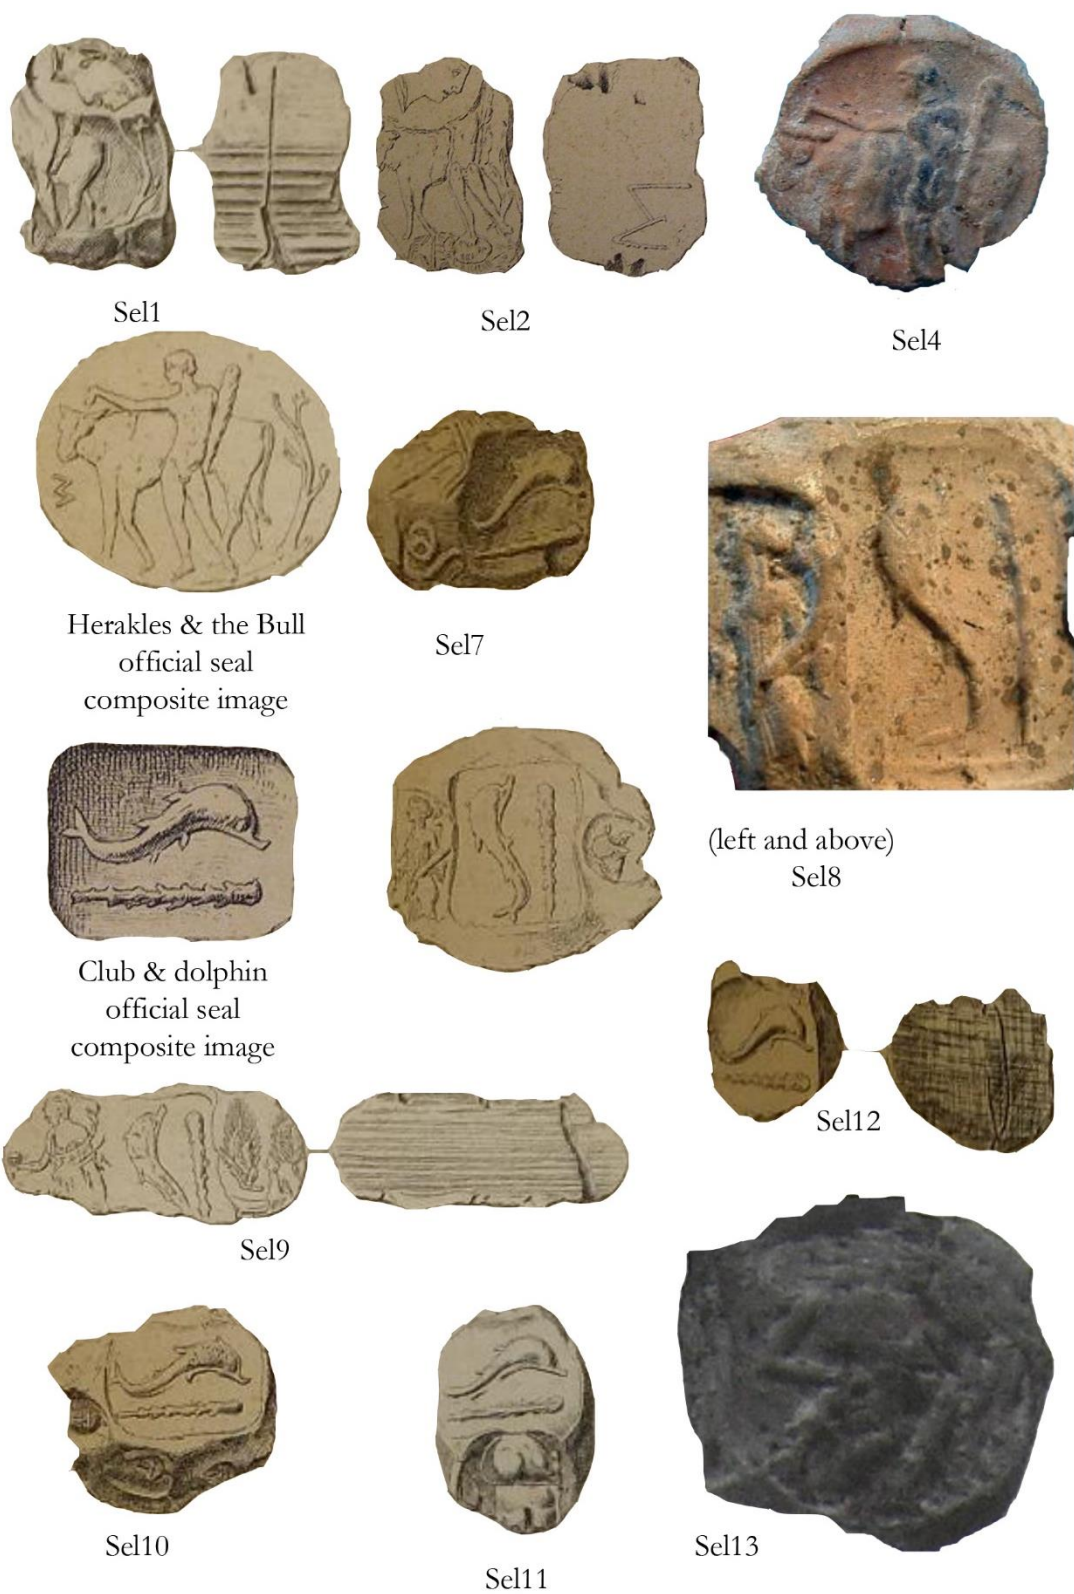 Sel1
Sel2
Sel4
Herakles & the Bull
official seal
composite image
Sel7
(left and above)
Sel8
Club & dolphin
official seal
composite image
Sel12
Sel9
Sel10
Sel11
Sel13